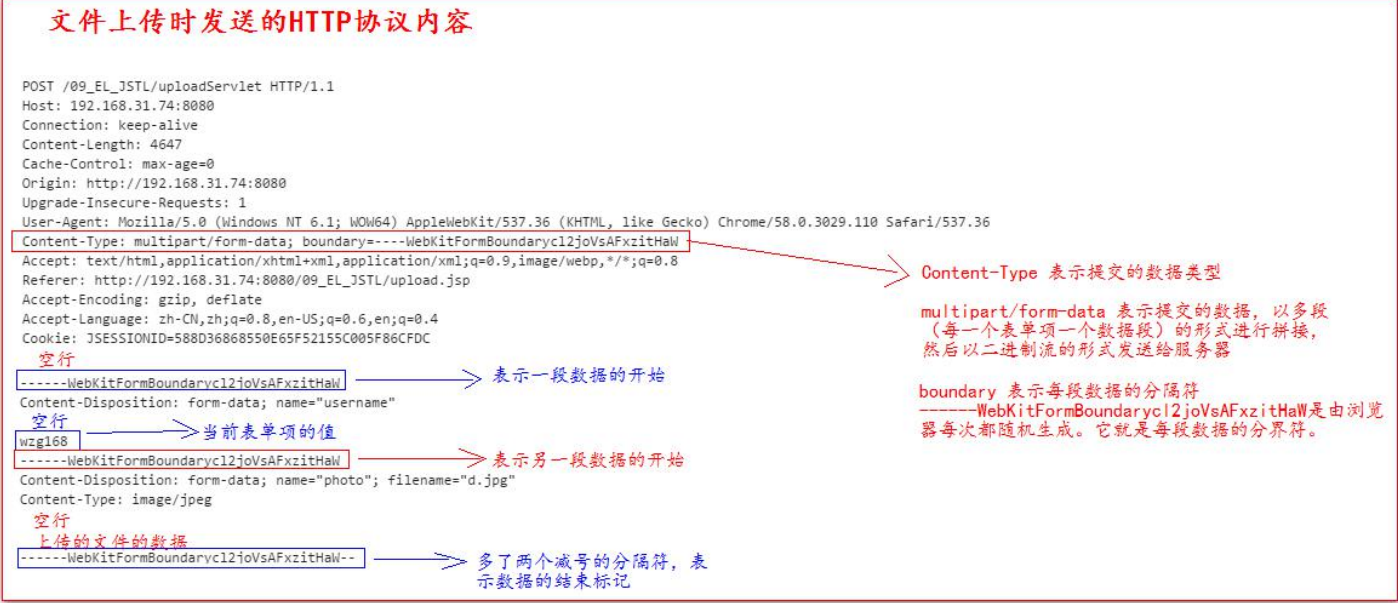 文件上传时发送的HTTP协议内容
POST /09_EL_JSTL/uploadServlet HTTP/1.1
Host: 192.168.31.74:8080
Connection: keep-alive
Content-Length: 4647
Cache-Control: max-age=0
Origin: http://192.168.31.74:8080
Upgrade-Insecure-Requests: 1
User-Agent: Mozilla/5.0 (Windows NT 6.1; WOW64) AppleWebKit/537.36 (KHTML, like Gecko) Chrome/58.0.3029.110 Safari/537.36
Content-Type: multipart/form-data; boundary=----WebKitFormBoundarycl2joVsAFxzitHaW
Accept: text/html,application/xhtml+xml,application/xml;q=0.9,image/webp,*/*;q=0.8
Referer: http://192.168.31.74:8080/09_EL_JSTL/upload.jsp
Accept-Encoding: gzip, deflate
Accept-Language: zh-CN,zh;q=0.8,en-US;q=0.6,en;q=0.4
Cookie: JSESSIONID=588D36868550E65F52155C005F86CFDC
空行
------WebKitFormBoundarycl2joVsAFxzitHaW
表示一段数据的开始
Content-Disposition: form-data; name="username"
空行
当前表单项的值
wzg168
------WebKitFormBoundarycl2joVsAFxzitHaW
表示另一段数据的开始
Content-Disposition: form-data; name="photo"; filename="d.jpg"
Content-Type: image/jpeg
空行
上传的文件的数据
------WebKitFormBoundarycl2joVsAFxzitHaW--
多了两个减号的分隔符，表
示数据的结束标记
Content-Type 表示提交的数据类型
multipart/form-data 表示提交的数据，以多段
（每一个表单项一个数据段）的形式进行拼接，
然后以二进制流的形式发送给服务器
boundary 表示每段数据的分隔符
------WebKitFormBoundarycl2joVsAFxzitHaW是由浏览
器每次都随机生成。它就是每段数据的分界符。